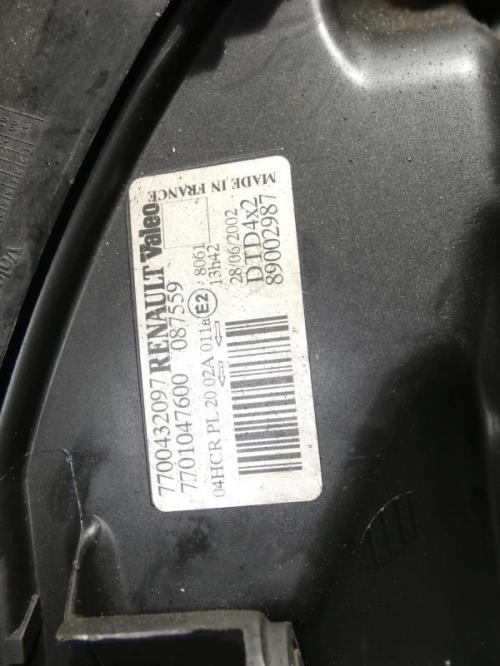 7700432097 RENAULT Valeo
7701047600 087559
04HCR PL 20 02A 011a E2 8061
13h42
28/06/2002
DTD4x2
89002987
MADE IN FRANCE